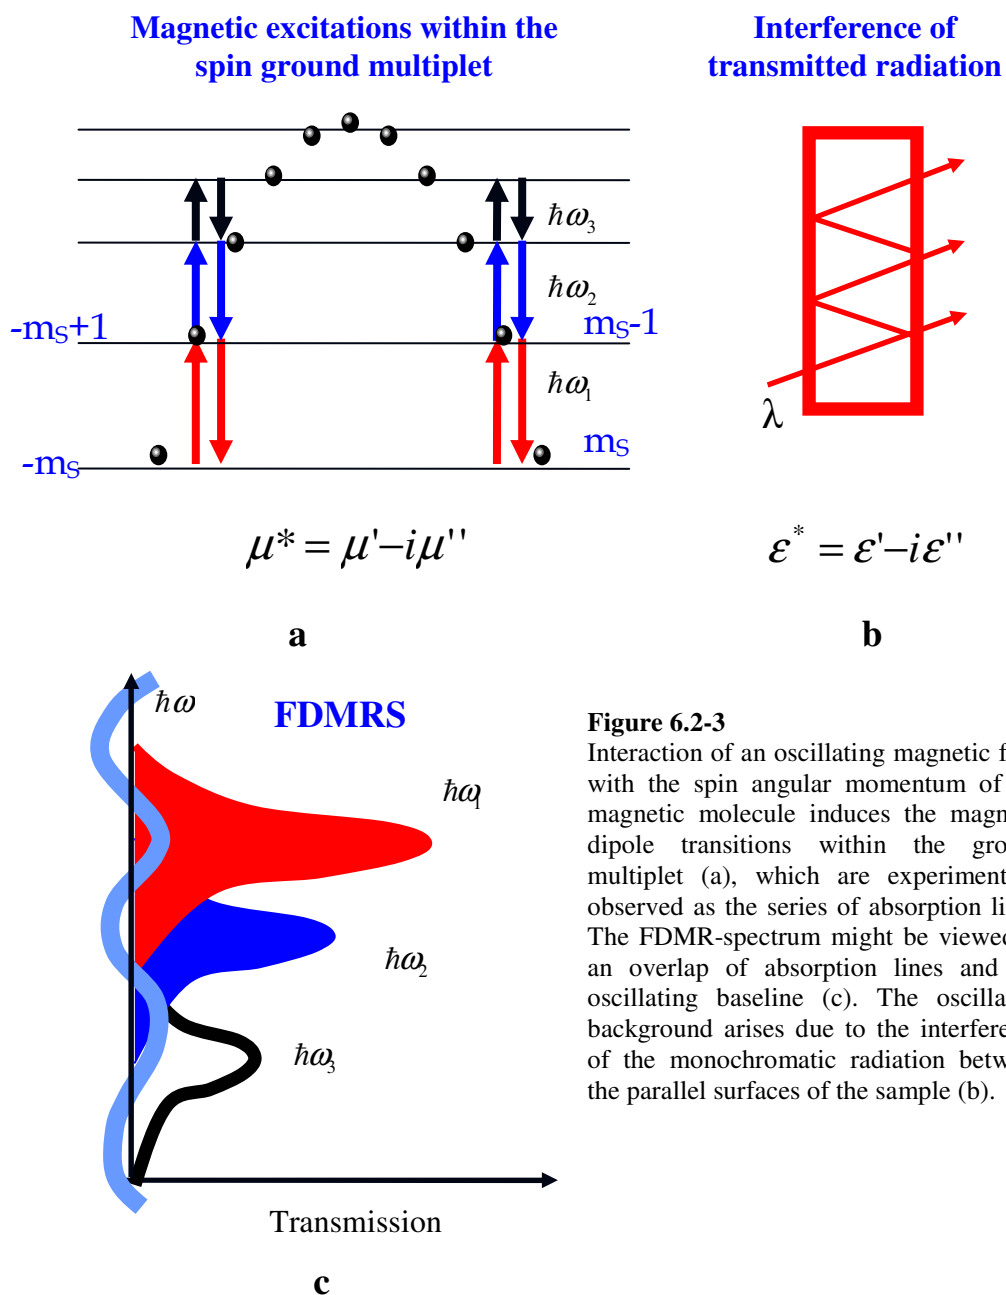 Magnetic excitations within the
spin ground multiplet
Interference of
transmitted radiation
ħω₃
ħω₂
-mS+1
mS-1
ħω₁
-mS
mS
λ
μ* = μ'−iμ''
ε* = ε'−iε''
a
b
ħω
FDMRS
ħω₁
ħω₂
ħω₃
Transmission
c
Figure 6.2-3
Interaction of an oscillating magnetic f
with the spin angular momentum of
magnetic molecule induces the magn
dipole transitions within the gro
multiplet (a), which are experiment
observed as the series of absorption li
The FDMR-spectrum might be viewed
an overlap of absorption lines and
oscillating baseline (c). The oscilla
background arises due to the interfere
of the monochromatic radiation betw
the parallel surfaces of the sample (b).